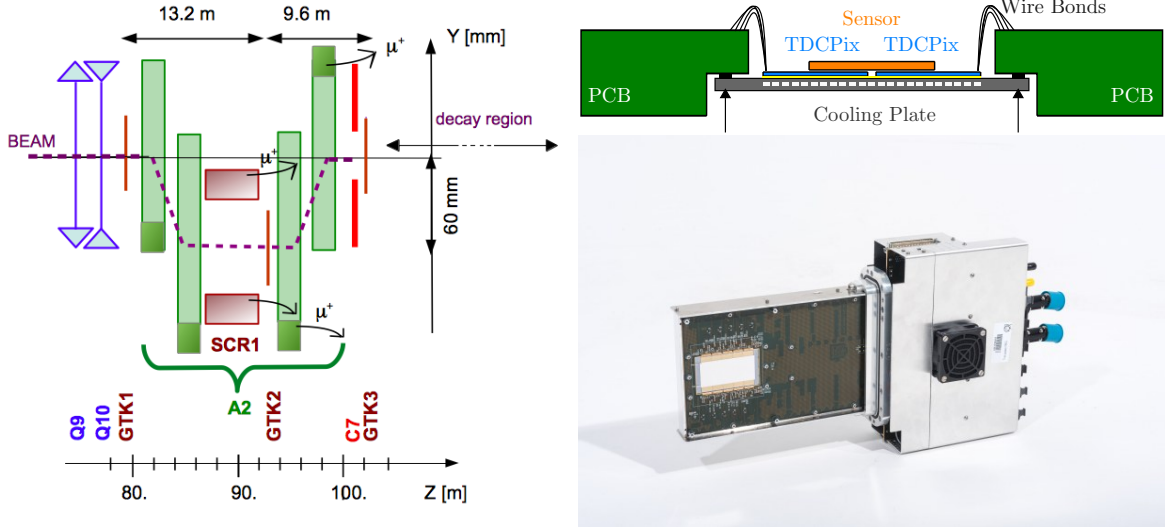 13.2 m
9.6 m
Y [mm]
μ+
BEAM
decay region
μ+
60 mm
μ+
SCR1
A2
Q9
Q10
GTK1
GTK2
C7
GTK3
80.
90.
100.
Z [m]
Wire Bonds
Sensor
TDCPix
TDCPix
PCB
PCB
Cooling Plate